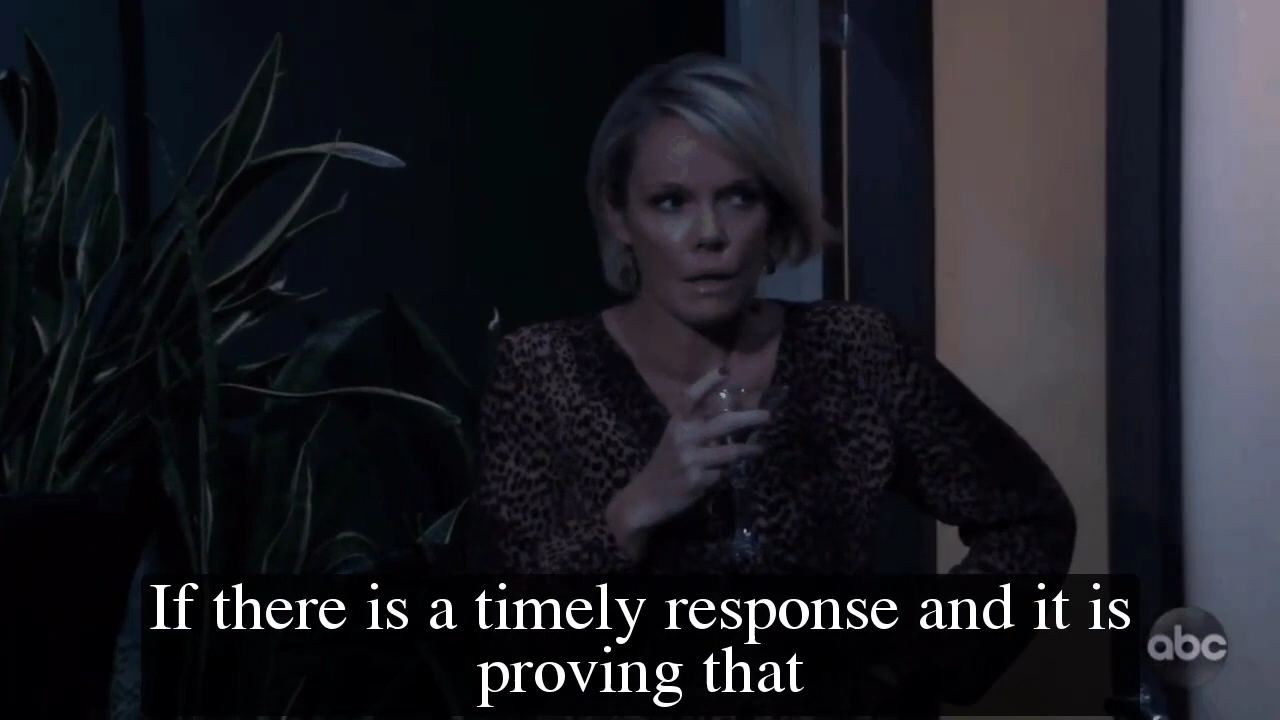 If there is a timely response and it is
proving that
abc